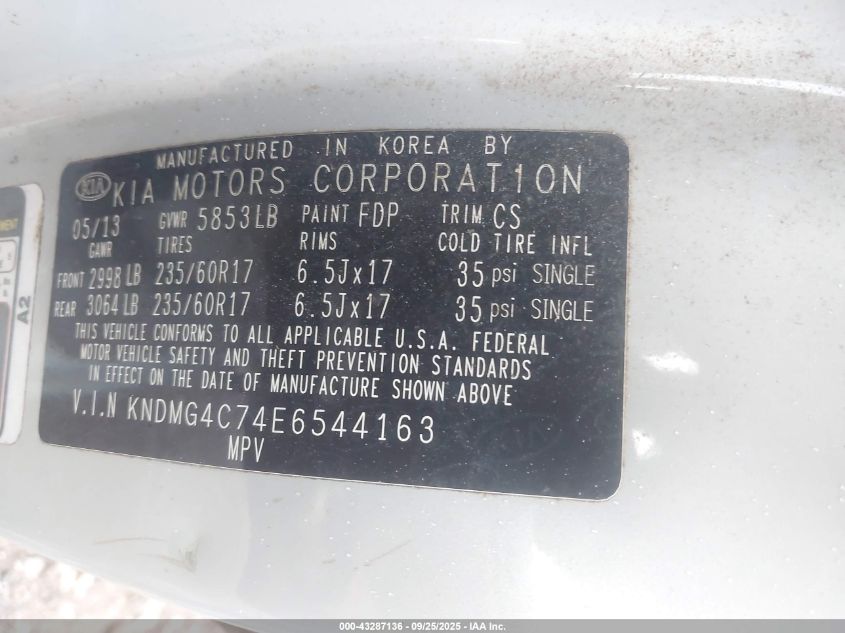 MANUFACTURED IN KOREA BY
KIA KIA MOTORS CORPORATION
05/13 GVWR 5853LB PAINT FDP TRIM CS
GAWR TIRES RIMS COLD TIRE INFL
FRONT 2998 LB 235/60R17 6.5Jx17 35 psi SINGLE
REAR 3064 LB 235/60R17 6.5Jx17 35 psi SINGLE
THIS VEHICLE CONFORMS TO ALL APPLICABLE U.S.A. FEDERAL
MOTOR VEHICLE SAFETY AND THEFT PREVENTION STANDARDS
IN EFFECT ON THE DATE OF MANUFACTURE SHOWN ABOVE
V.I.N KNDMG4C74E6544163
MPV
KIA
A2
000-43287136 - 09/25/2025 - IAA Inc.